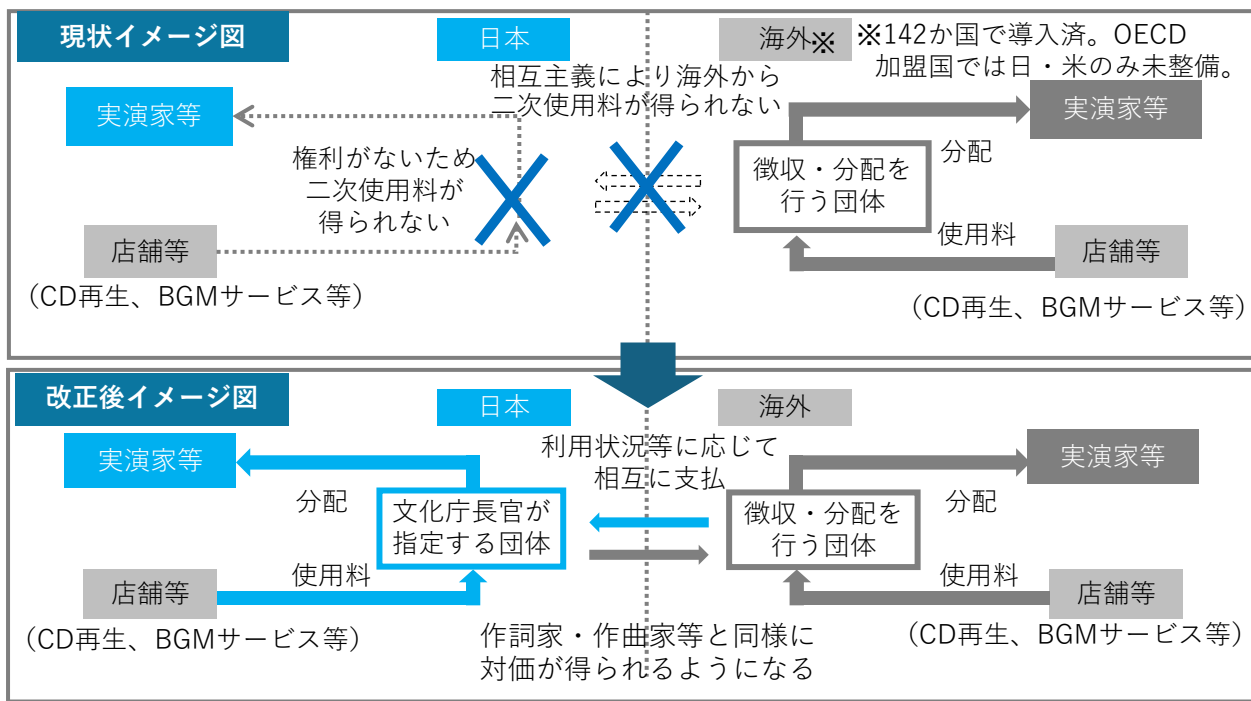 現状イメージ図
日本
海外※
※142か国で導入済。OECD
加盟国では日・米のみ未整備。
相互主義により海外から
二次使用料が得られない
実演家等
権利がないため
二次使用料が
得られない
店舗等
（CD再生、BGMサービス等）
実演家等
分配
徴収・分配を
行う団体
使用料
店舗等
（CD再生、BGMサービス等）
改正後イメージ図
日本
海外
利用状況等に応じて
相互に支払
実演家等
分配
文化庁長官が
指定する団体
使用料
店舗等
（CD再生、BGMサービス等）
実演家等
分配
徴収・分配を
行う団体
使用料
店舗等
（CD再生、BGMサービス等）
作詞家・作曲家等と同様に
対価が得られるようになる